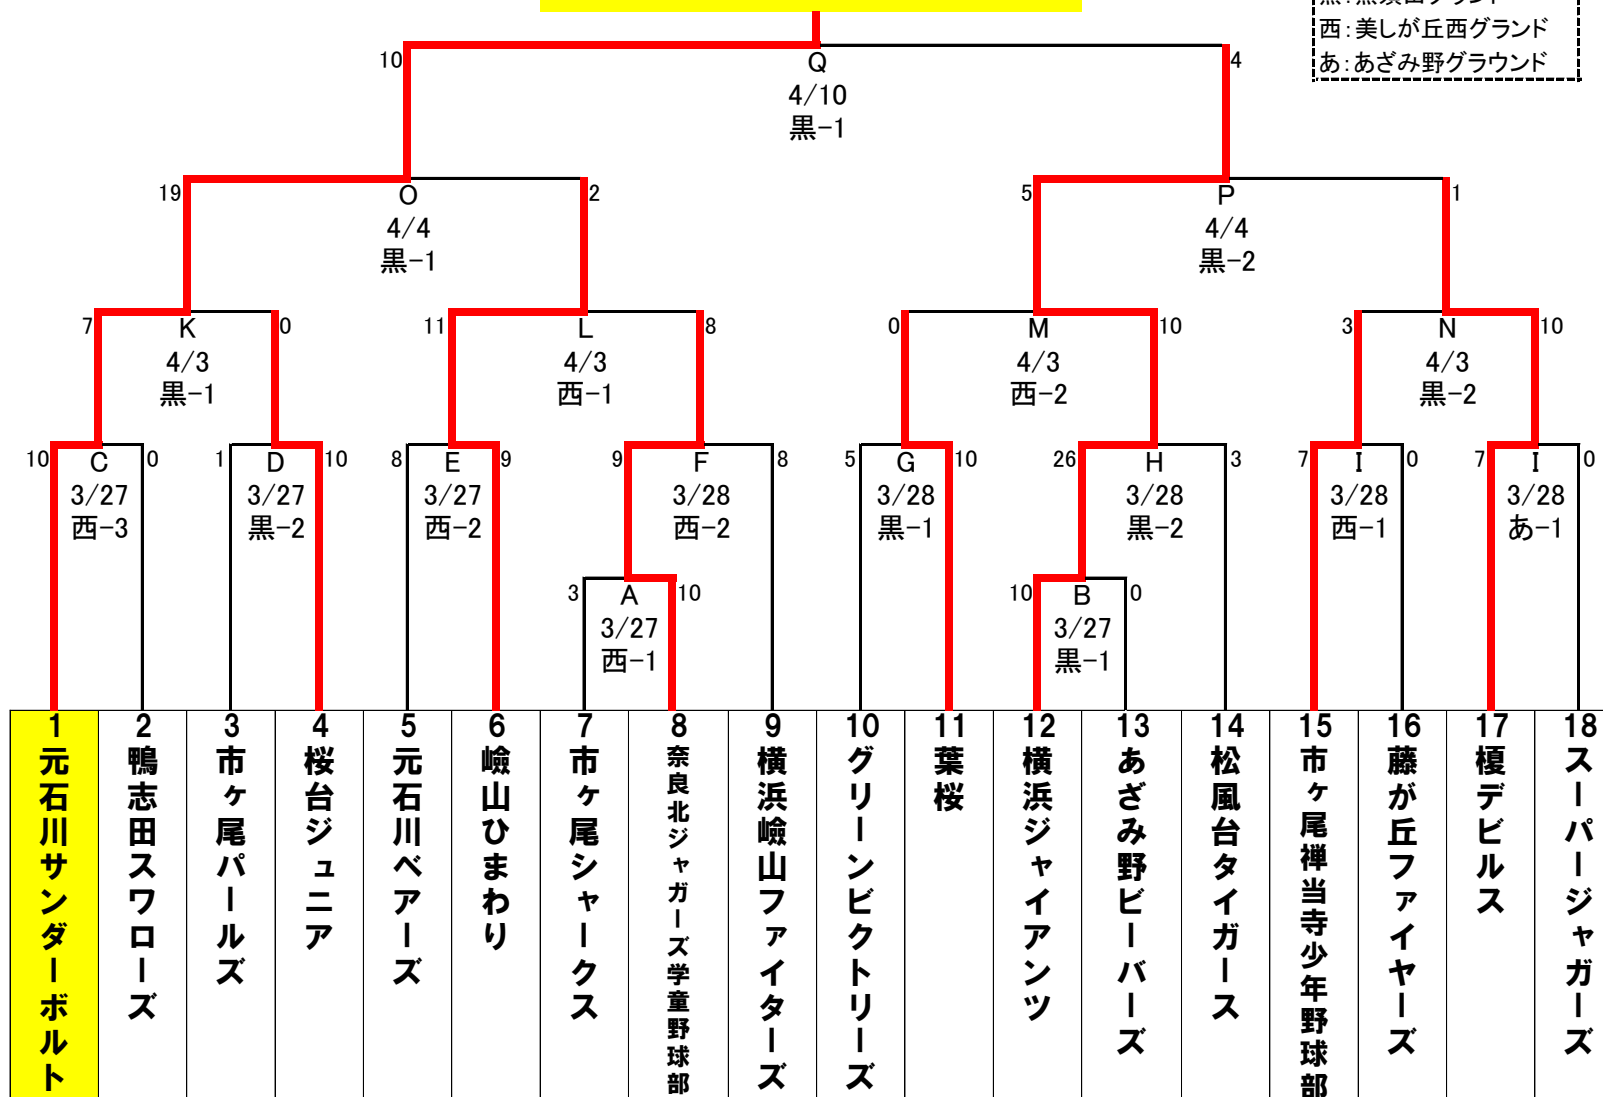 西:美しが丘西グランド
あ:あざみ野グラウンド
10 Q 4
4/10
黒-1
19 O 2
4/4
黒-1
5 P 1
4/4
黒-2
7 K 0
4/3
黒-1
11 L 8
4/3
西-1
0 M 10
4/3
西-2
3 N 10
4/3
黒-2
10 C 0
3/27
西-3
1 D 10
3/27
黒-2
8 E 9
3/27
西-2
9 F 8
3/28
西-2
5 G 10
3/28
黒-1
26 H 3
3/28
黒-2
7 I 0
3/28
西-1
7 I 0
3/28
あ-1
3 A 10
3/27
西-1
10 B 0
3/27
黒-1
1 元石川サンダーボルト
2 鴨志田スワローズ
3 市ヶ尾パールズ
4 桜台ジュニア
5 元石川ベアーズ
6 嶮山ひまわり
7 市ヶ尾シャークス
8 奈良北ジャガーズ学童野球部
9 横浜嶮山ファイターズ
10 グリーンビクトリーズ
11 葉桜
12 横浜ジャイアンツ
13 あざみ野ビーバーズ
14 松風台タイガース
15 市ヶ尾禅当寺少年野球部
16 藤が丘ファイヤーズ
17 榎デビルス
18 スーパージャガーズ